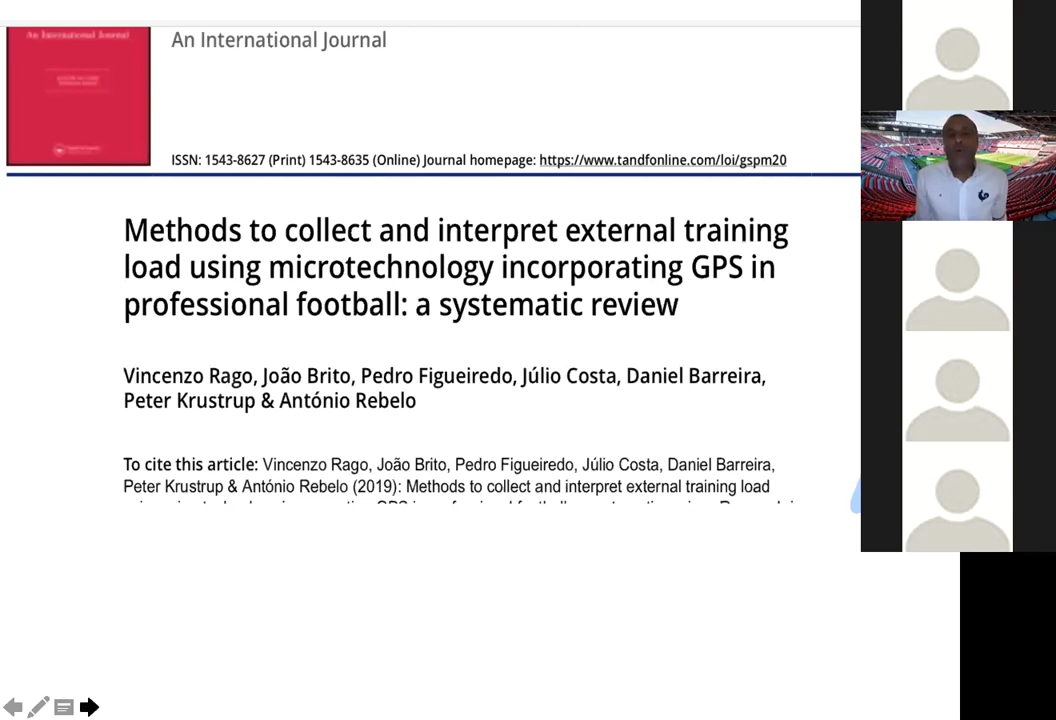 An International Journal
An International Journal
ISSN: 1543-8627 (Print) 1543-8635 (Online) Journal homepage: https://www.tandfonline.com/loi/gspm20
Methods to collect and interpret external training
load using microtechnology incorporating GPS in
professional football: a systematic review
Vincenzo Rago, João Brito, Pedro Figueiredo, Júlio Costa, Daniel Barreira,
Peter Krustrup & António Rebelo
To cite this article: Vincenzo Rago, João Brito, Pedro Figueiredo, Júlio Costa, Daniel Barreira,
Peter Krustrup & António Rebelo (2019): Methods to collect and interpret external training load